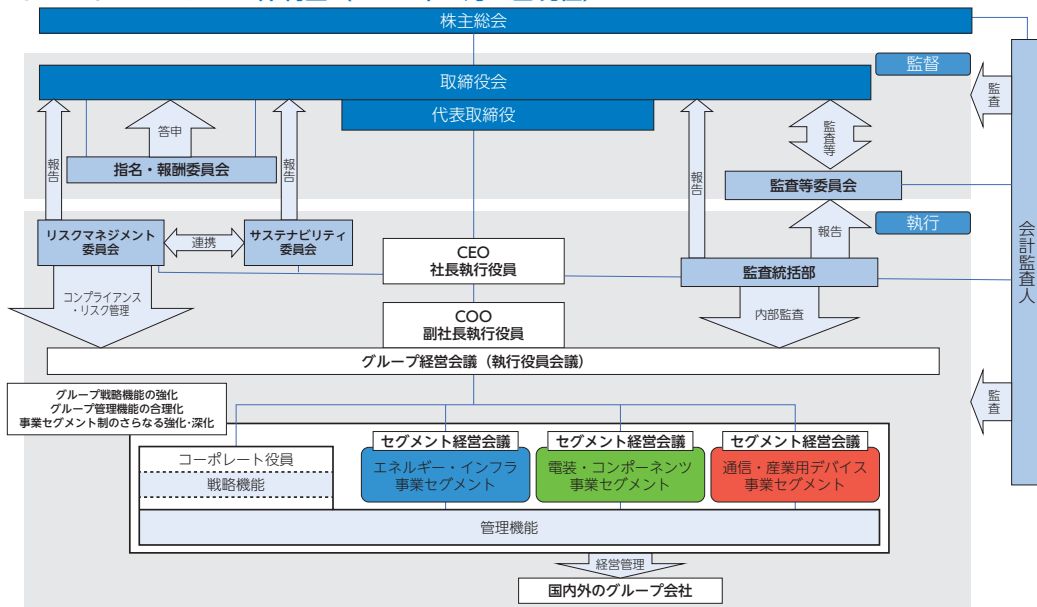 株主総会
監督
取締役会
代表取締役
監査
答申
監査等
報告
指名・報酬委員会
報告
報告
監査等委員会
執行
リスクマネジメント
委員会
連携
サステナビリティ
委員会
報告
会計監査人
CEO
社長執行役員
監査統括部
コンプライアンス
・リスク管理
COO
副社長執行役員
内部監査
グループ経営会議（執行役員会議）
グループ戦略機能の強化
グループ管理機能の合理化
事業セグメント制のさらなる強化・深化
監査
セグメント経営会議
セグメント経営会議
セグメント経営会議
コーポレート役員
戦略機能
エネルギー・インフラ
事業セグメント
電装・コンポーネンツ
事業セグメント
通信・産業用デバイス
事業セグメント
管理機能
経営管理
国内外のグループ会社